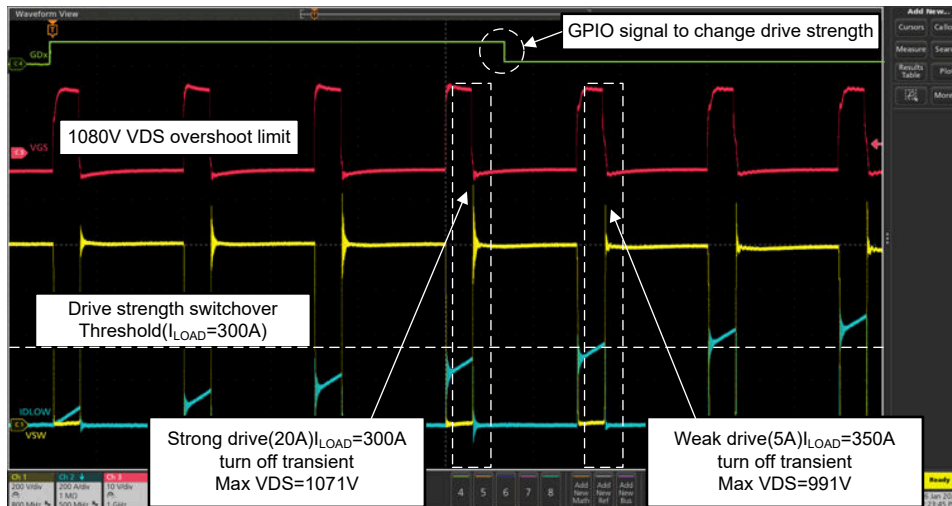 Waveform View
Add New...
Cursors
Measure
Results
Table
More
GPIO signal to change drive strength
C4
GDx
1080V VDS overshoot limit
VGS
Drive strength switchover
Threshold(ILOAD=300A)
IDLOW
C1
VSW
Strong drive(20A)ILOAD=300A
turn off transient
Max VDS=1071V
Weak drive(5A)ILOAD=350A
turn off transient
Max VDS=991V
Ch 1
200 V/div
Ch 2
200 A/div
1 MΩ
500 MHz
Ch 3
10 V/div
1 GHz
4
5
6
7
8
Add
New
Math
Add
New
Ref
Add
New
Bus
Ready